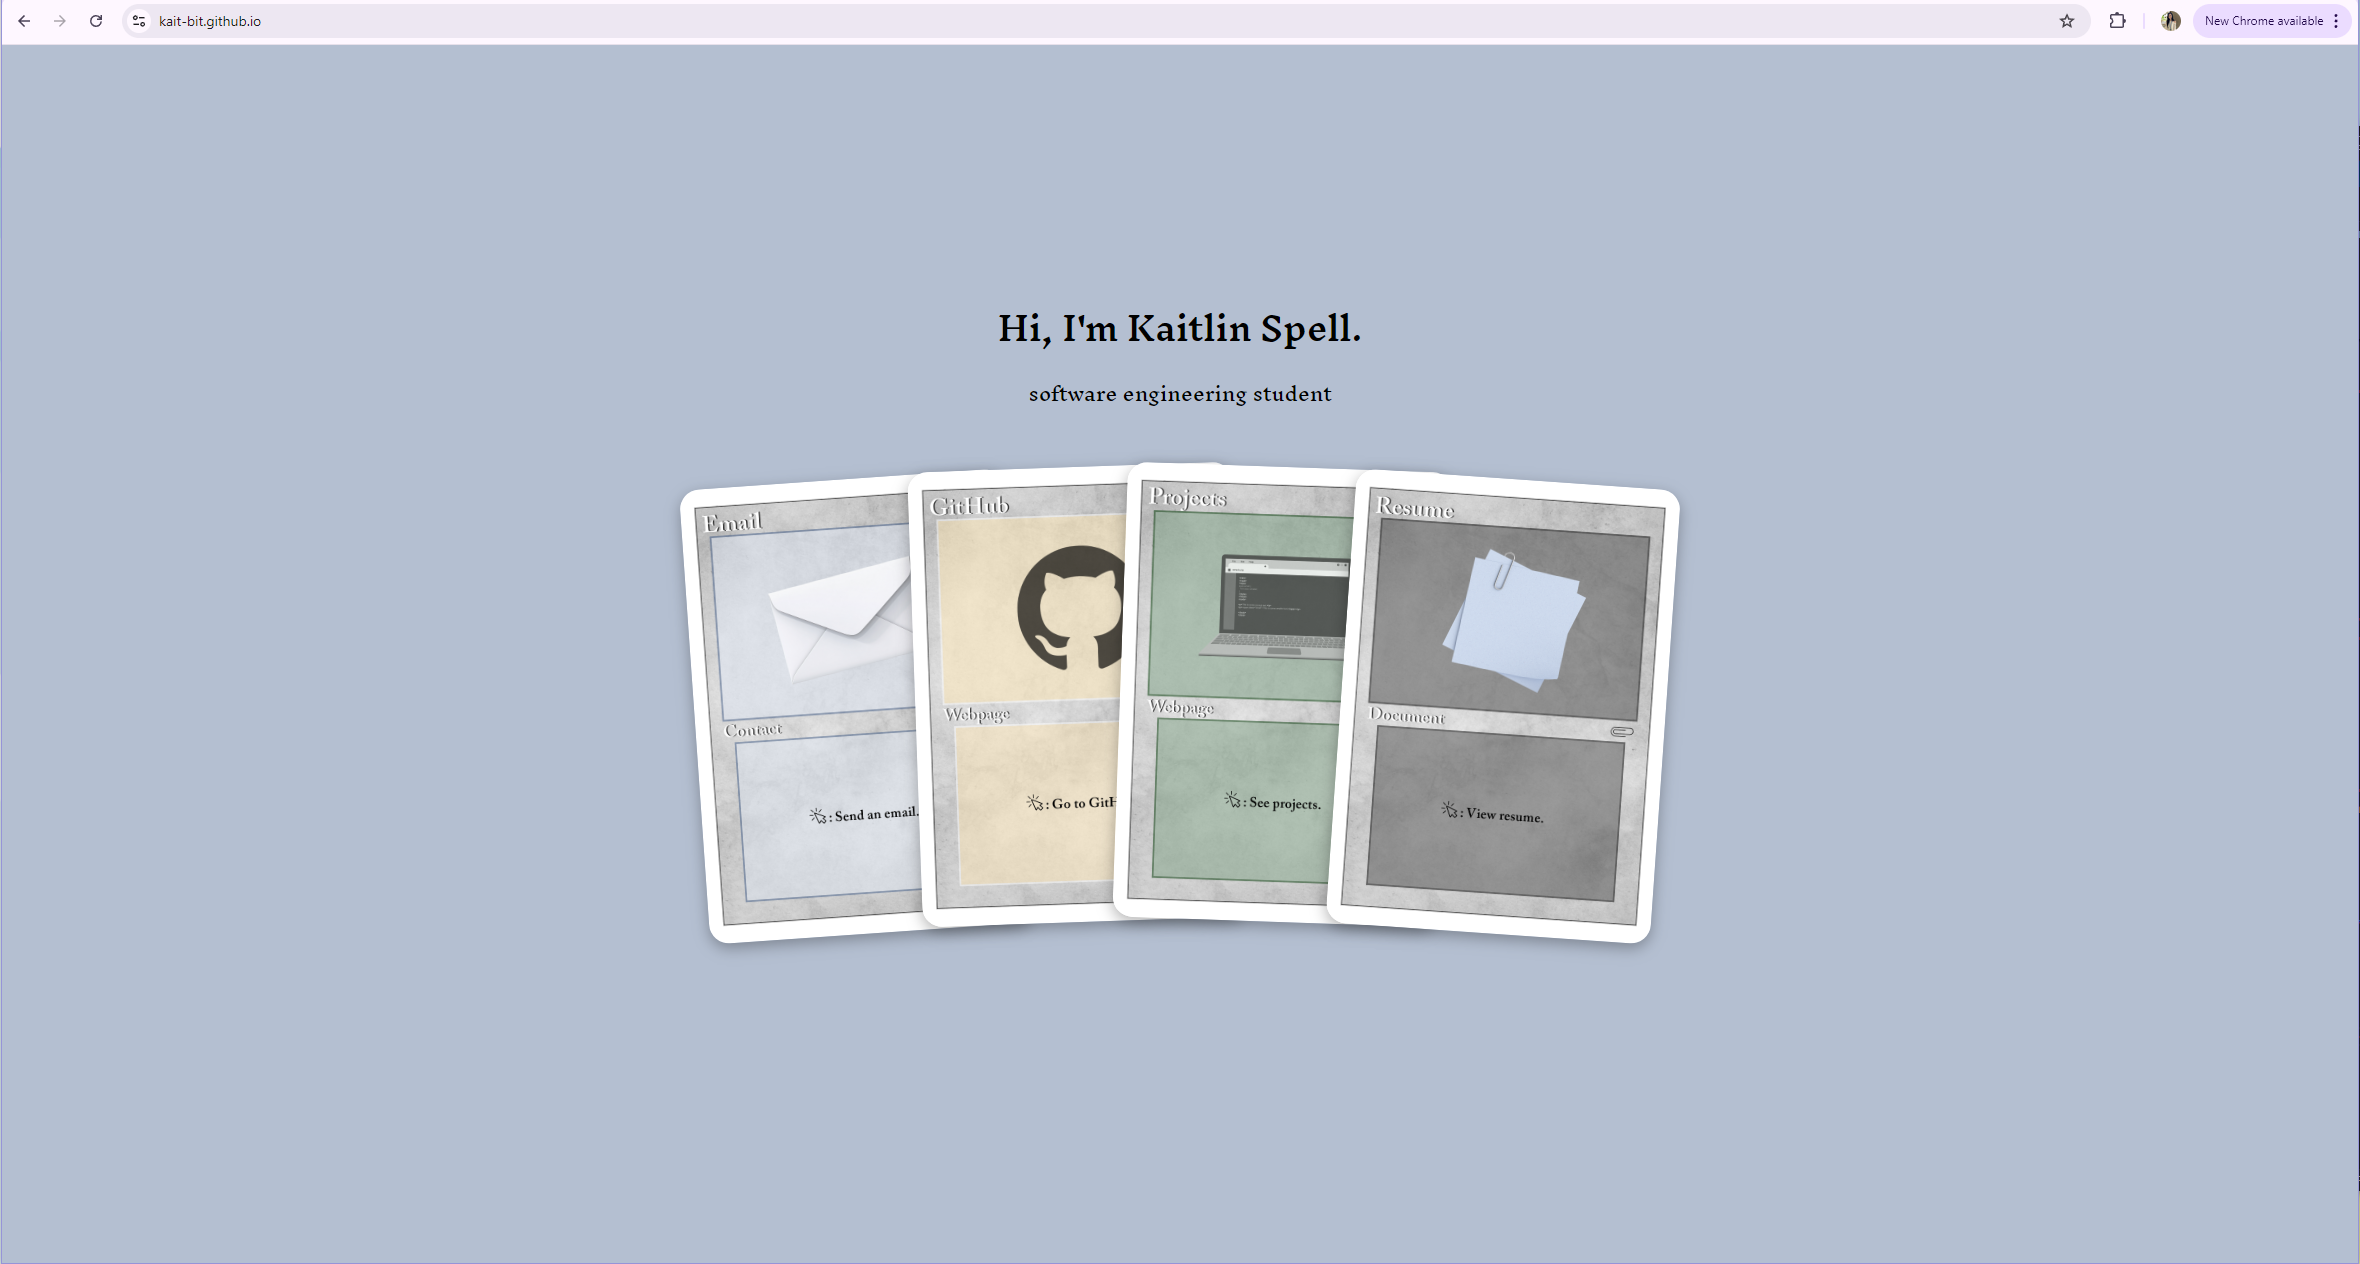 kait-bit.github.io
New Chrome available
Hi, I'm Kaitlin Spell.
software engineering student
Email
Contact
: Send an email.
GitHub
Webpage
: Go to GitH
Projects
Webpage
: See projects.
Resume
Document
: View resume.